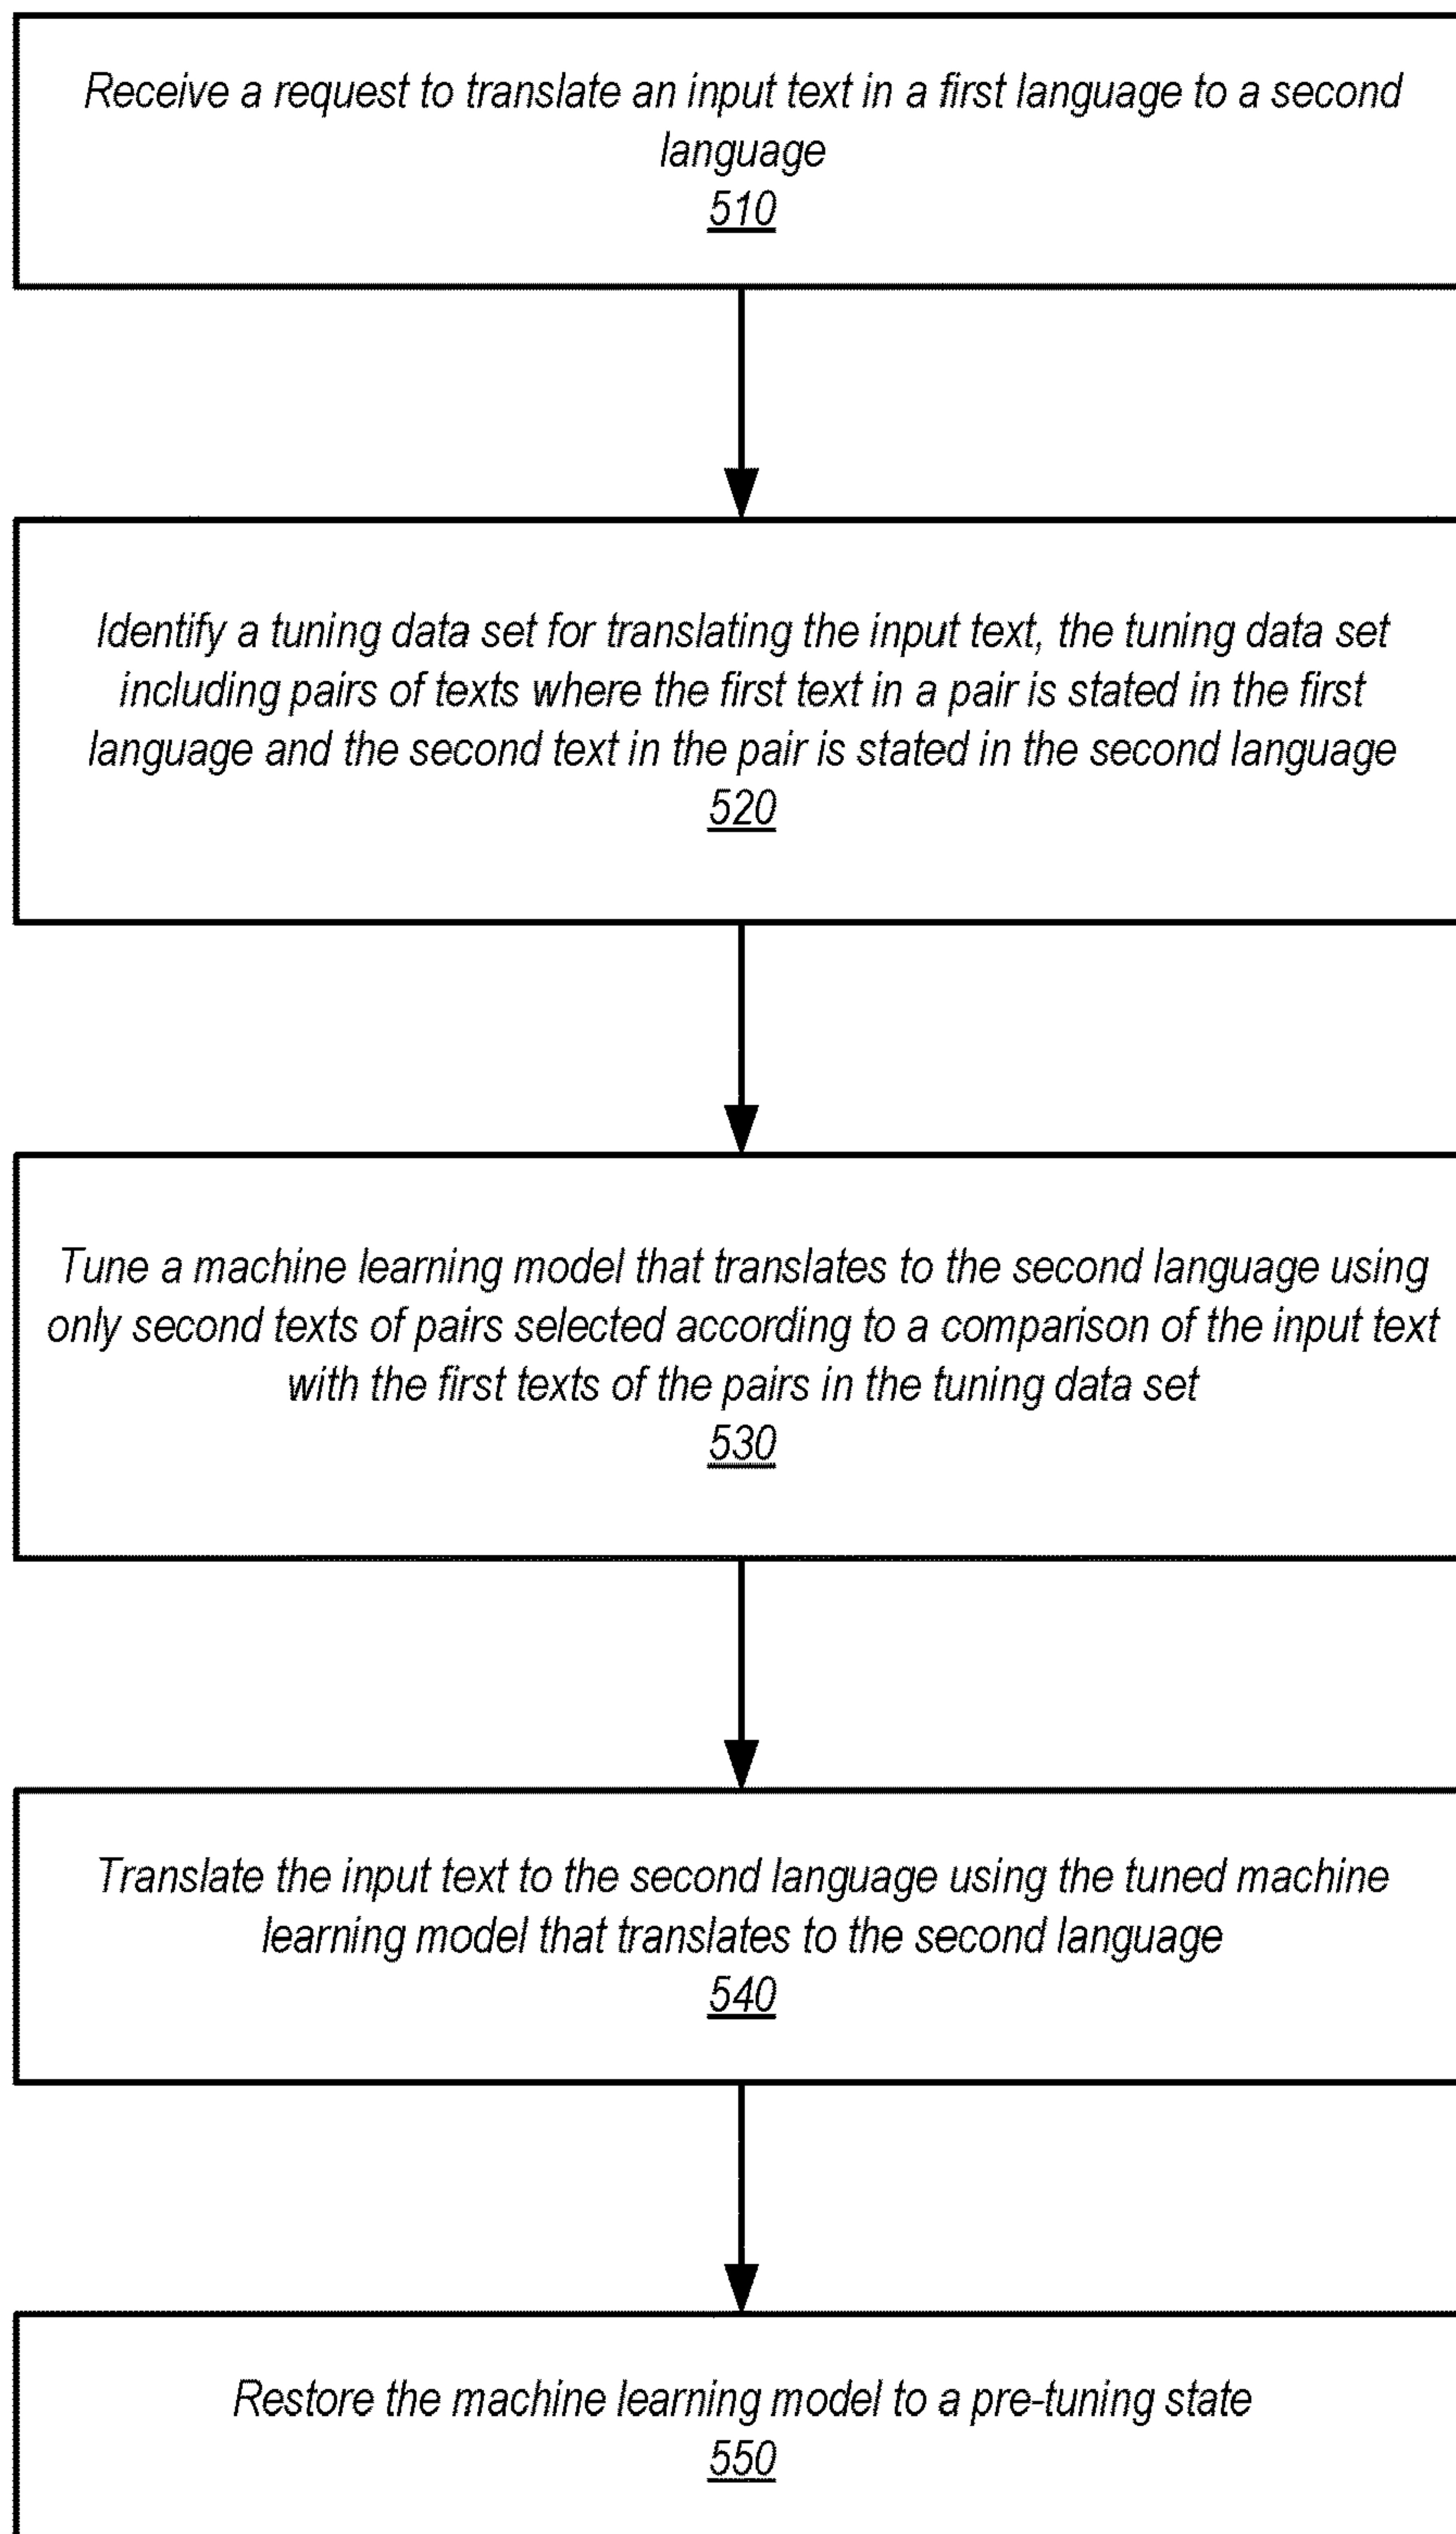 Receive a request to translate an input text in a first language to a second
language
510
Identify a tuning data set for translating the input text, the tuning data set
including pairs of texts where the first text in a pair is stated in the first
language and the second text in the pair is stated in the second language
520
Tune a machine learning model that translates to the second language using
only second texts of pairs selected according to a comparison of the input text
with the first texts of the pairs in the tuning data set
530
Translate the input text to the second language using the tuned machine
learning model that translates to the second language
540
Restore the machine learning model to a pre-tuning state
550